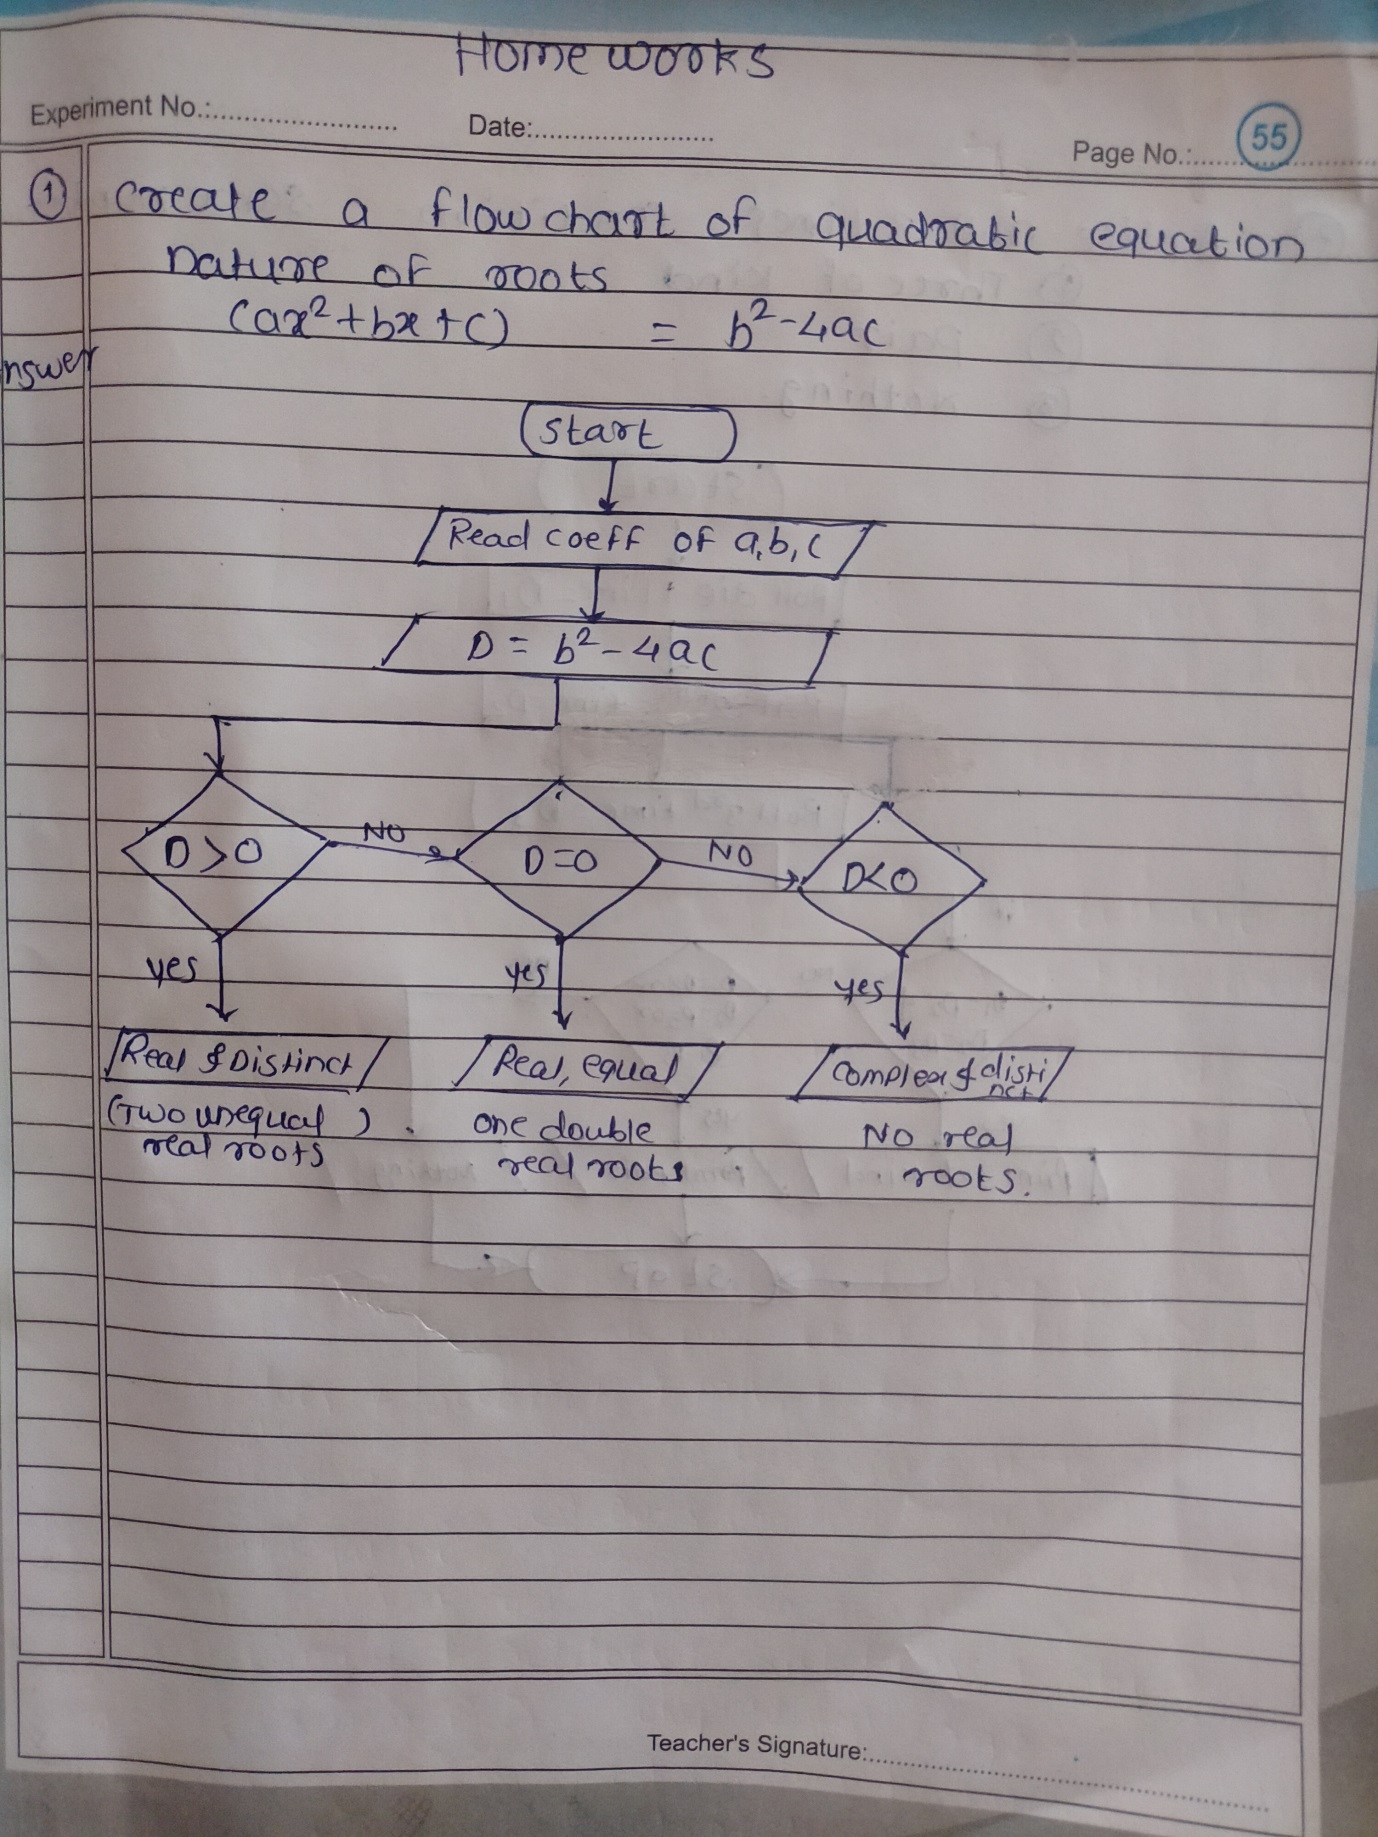 Home works
Experiment No.:
Date:
Page No.: 55
① Create a flow chart of quadratic equation
nature of roots
(ax²+bx+c) = b²-4ac
nswer
Start
Read coeff of a,b,c
D = b²-4ac
D>0
NO
D=0
NO
D<0
yes
yes
yes
Real & Distinct
Real, equal
Complex & disti
nct
(Two unequal)
real roots
one double
real roots
NO real
roots.
Teacher's Signature: